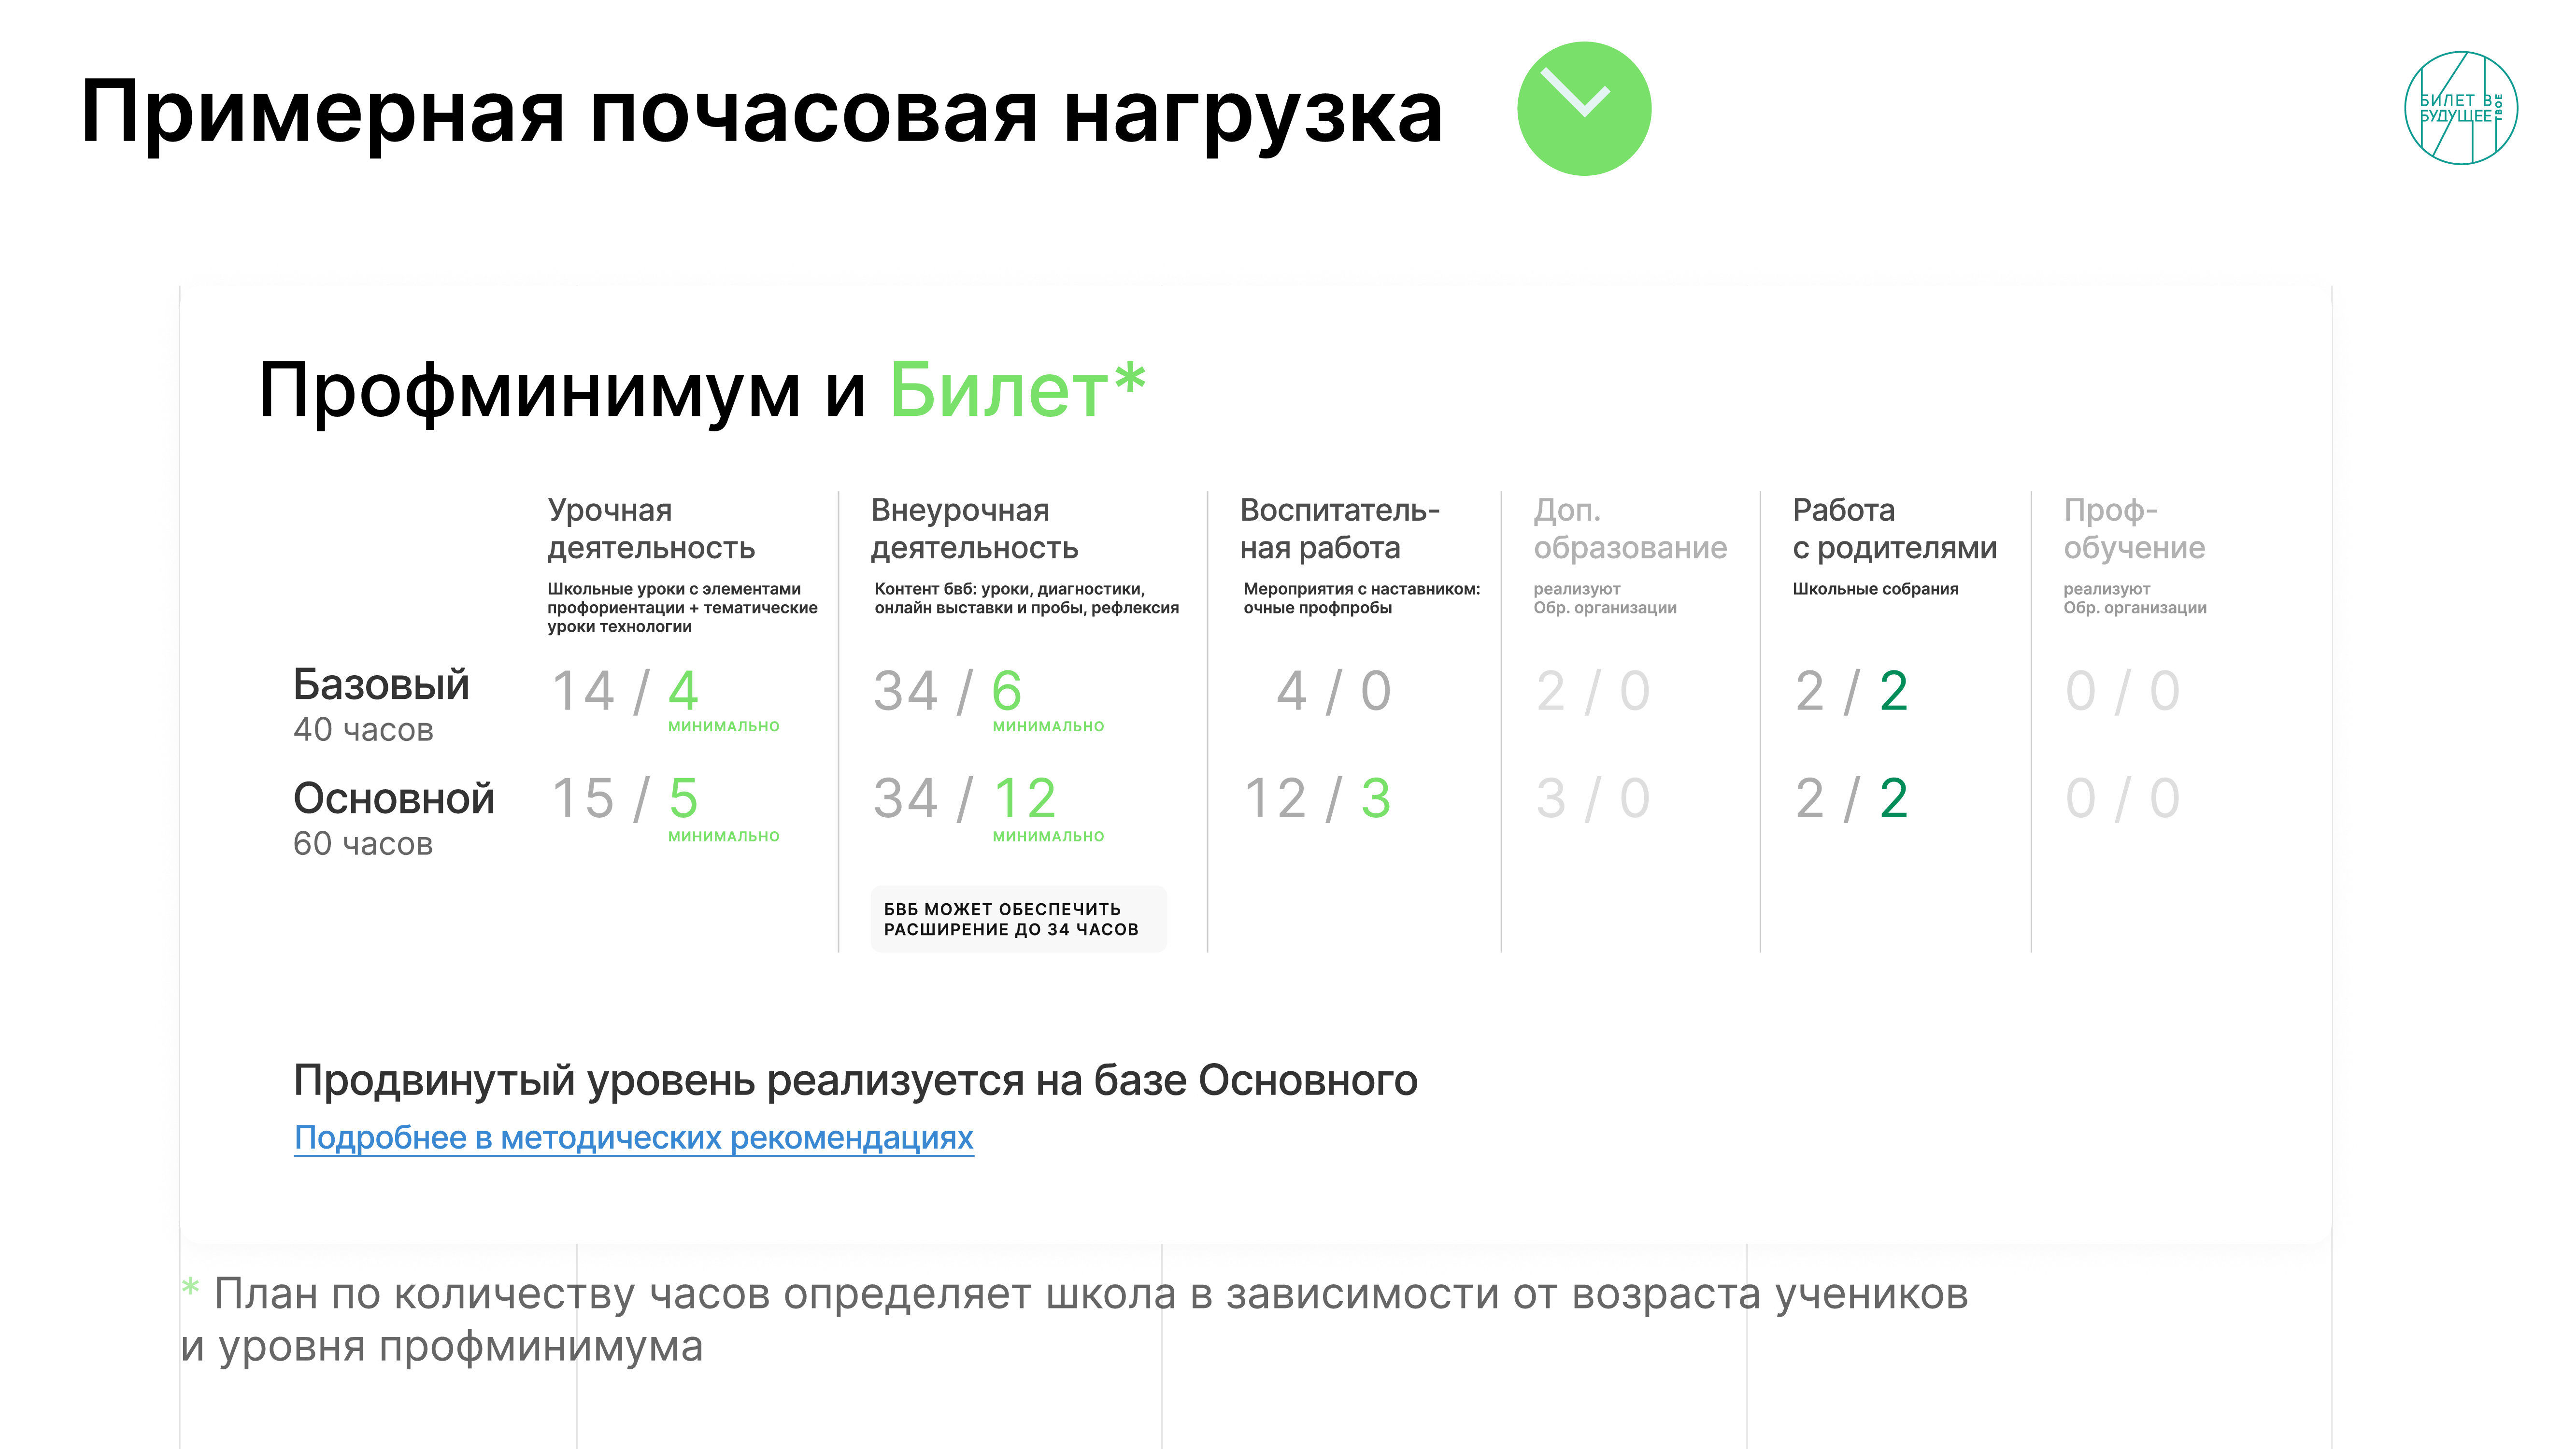 Примерная почасовая нагрузка
БИЛЕТ В
БУДУЩЕЕ
ТВОЕ
Профминимум и Билет*
Урочная
деятельность
Школьные уроки с элементами
профориентации + тематические
уроки технологии
Внеурочная
деятельность
Контент бвб: уроки, диагностики,
онлайн выставки и пробы, рефлексия
Воспитатель-
ная работа
Мероприятия с наставником:
очные профпробы
Доп.
образование
реализуют
Обр. организации
Работа
с родителями
Школьные собрания
Проф-
обучение
реализуют
Обр. организации
Базовый
40 часов
14 / 4
МИНИМАЛЬНО
34 / 6
МИНИМАЛЬНО
4 / 0
2 / 0
2 / 2
0 / 0
Основной
60 часов
15 / 5
МИНИМАЛЬНО
34 / 12
МИНИМАЛЬНО
12 / 3
3 / 0
2 / 2
0 / 0
БВБ МОЖЕТ ОБЕСПЕЧИТЬ
РАСШИРЕНИЕ ДО 34 ЧАСОВ
Продвинутый уровень реализуется на базе Основного
Подробнее в методических рекомендациях
* План по количеству часов определяет школа в зависимости от возраста учеников
и уровня профминимума